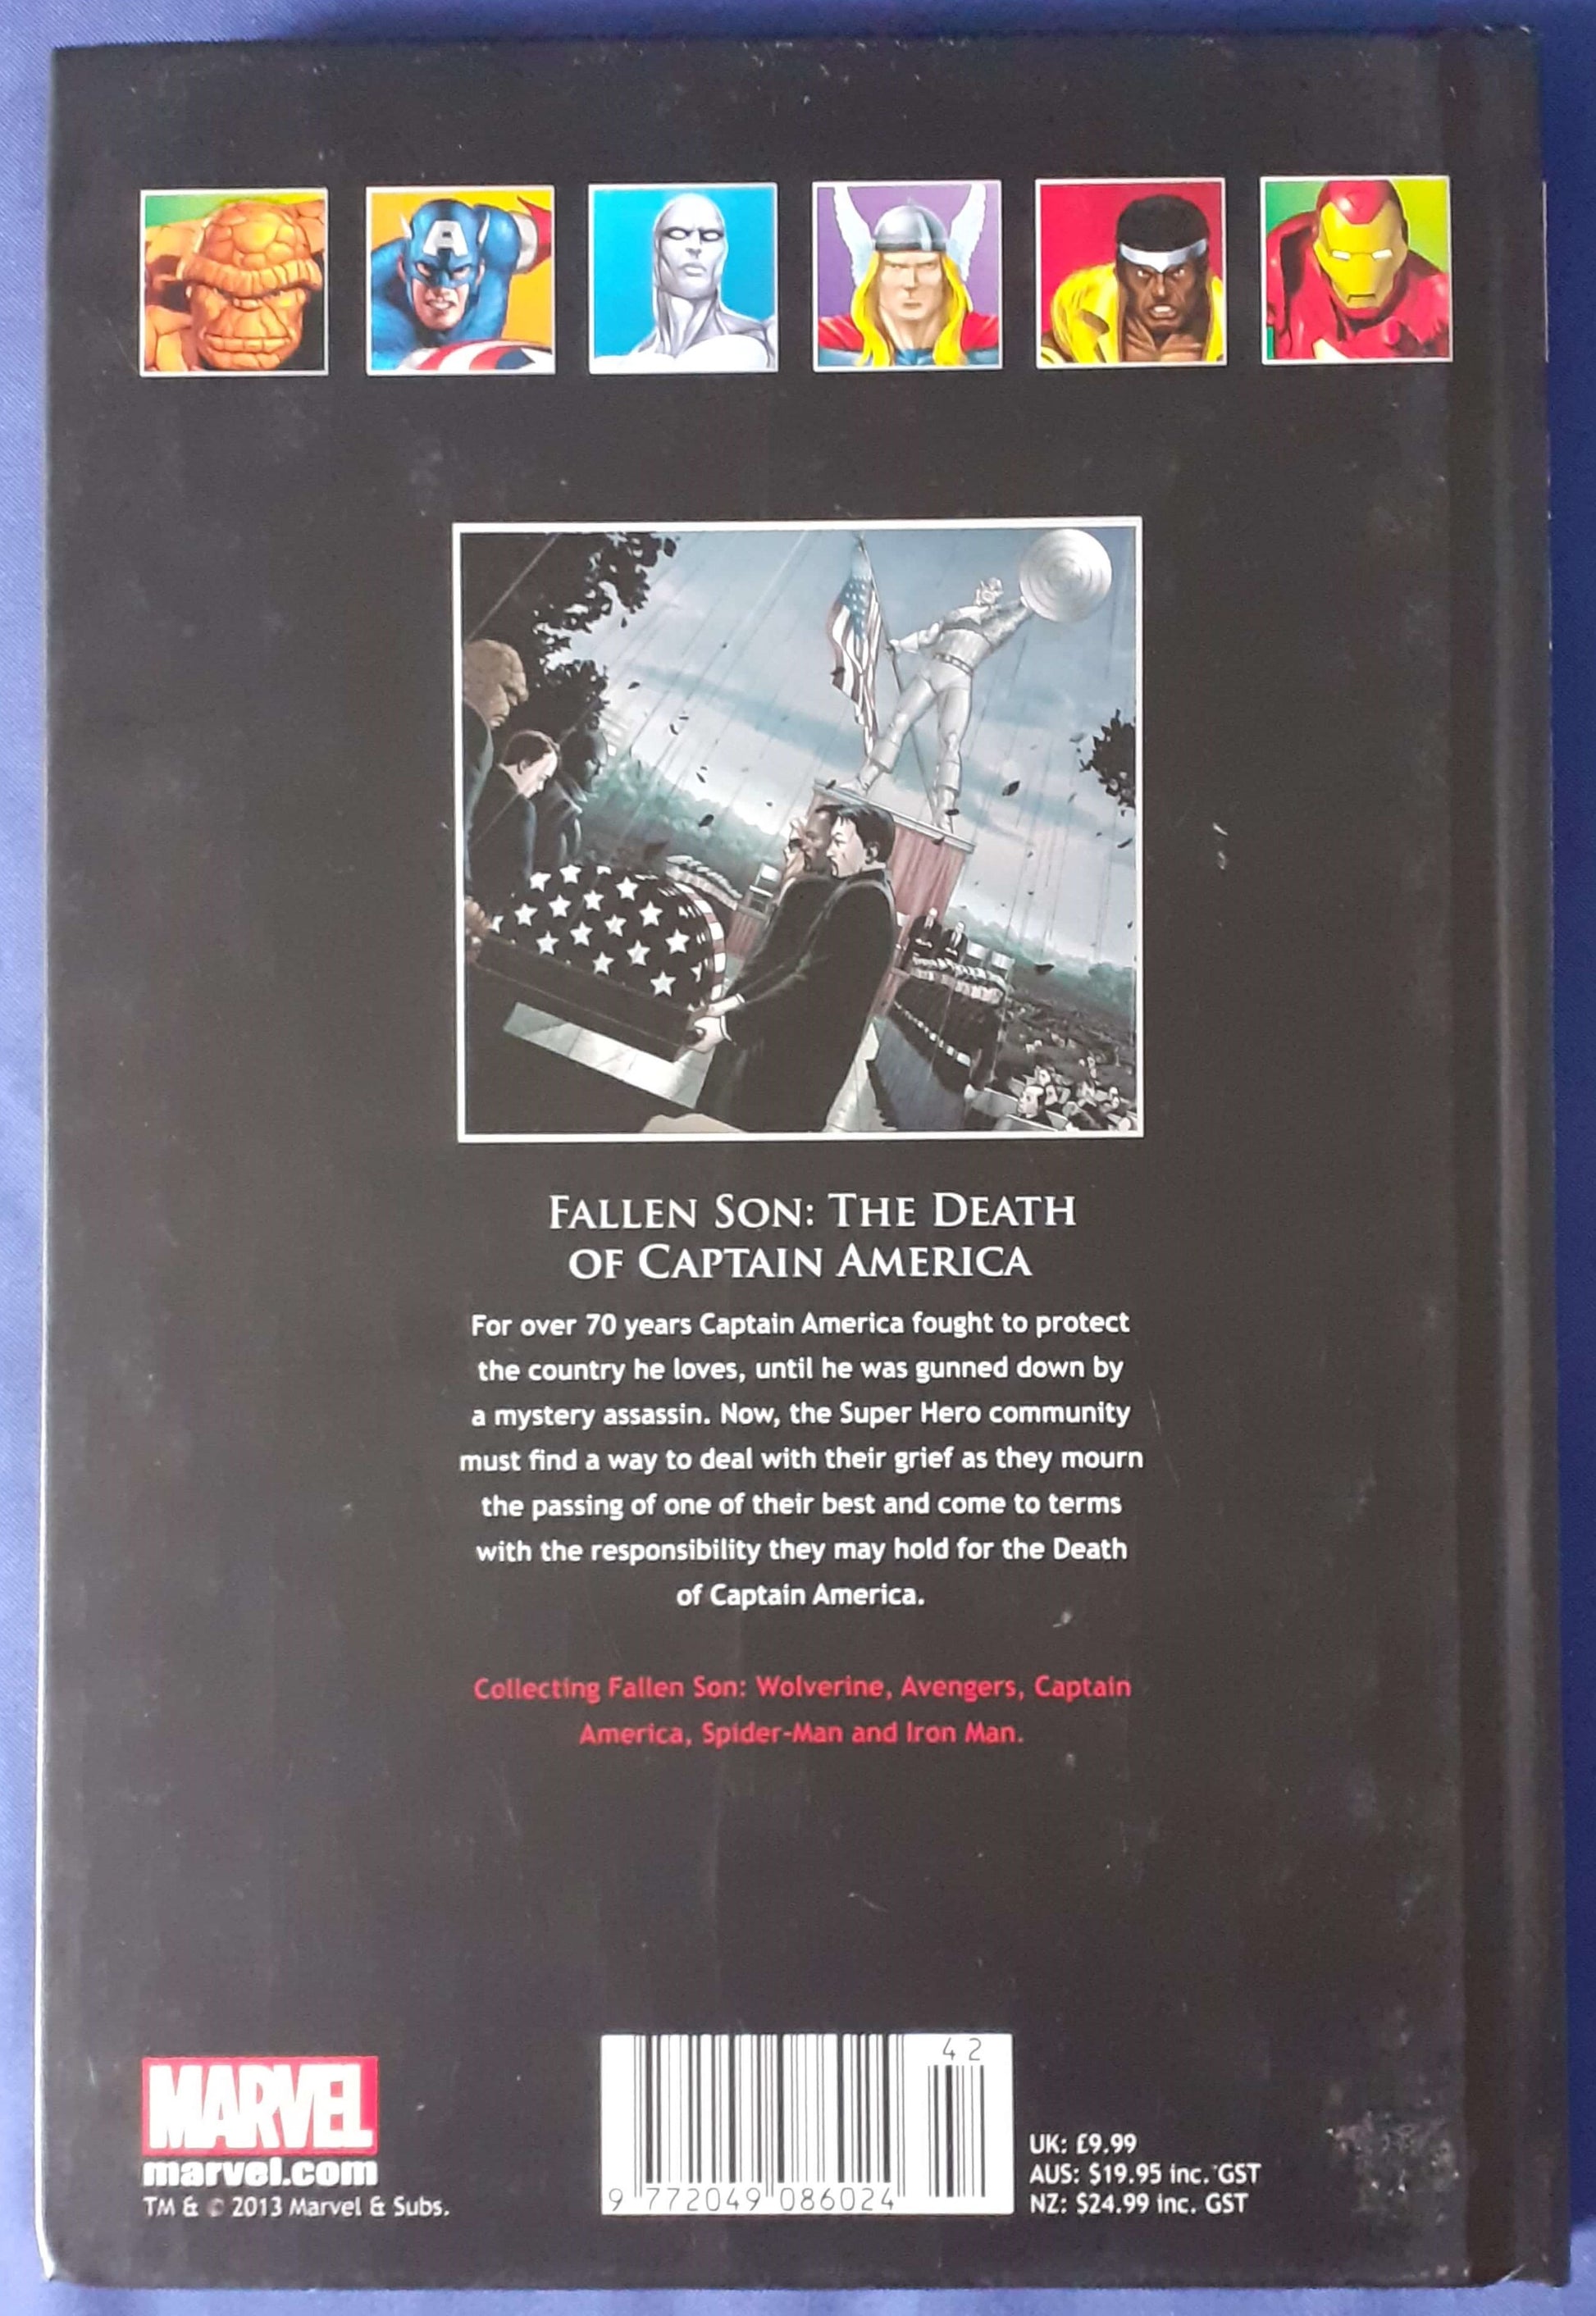 FALLEN SON: THE DEATH
OF CAPTAIN AMERICA
For over 70 years Captain America fought to protect
the country he loves, until he was gunned down by
a mystery assassin. Now, the Super Hero community
must find a way to deal with their grief as they mourn
the passing of one of their best and come to terms
with the responsibility they may hold for the Death
of Captain America.
Collecting Fallen Son: Wolverine, Avengers, Captain
America, Spider-Man and Iron Man.
MARVEL
marvel.com
TM & © 2013 Marvel & Subs.
42
9 772049 086024
UK: £9.99
AUS: $19.95 inc. GST
NZ: $24.99 inc. GST